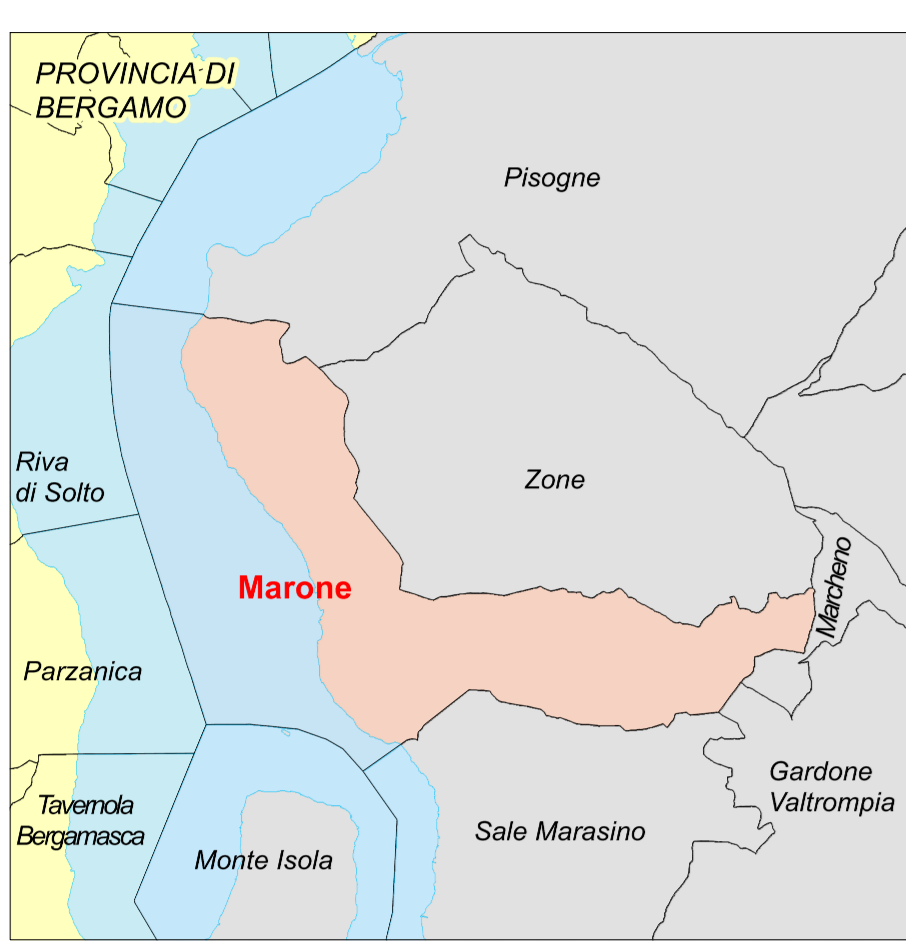 PROVINCIA DI
BERGAMO
Pisogne
Riva
di Solto
Zone
Marone
Marcheno
Parzanica
Gardone
Valtrompia
Tavernola
Bergamasca
Sale Marasino
Monte Isola